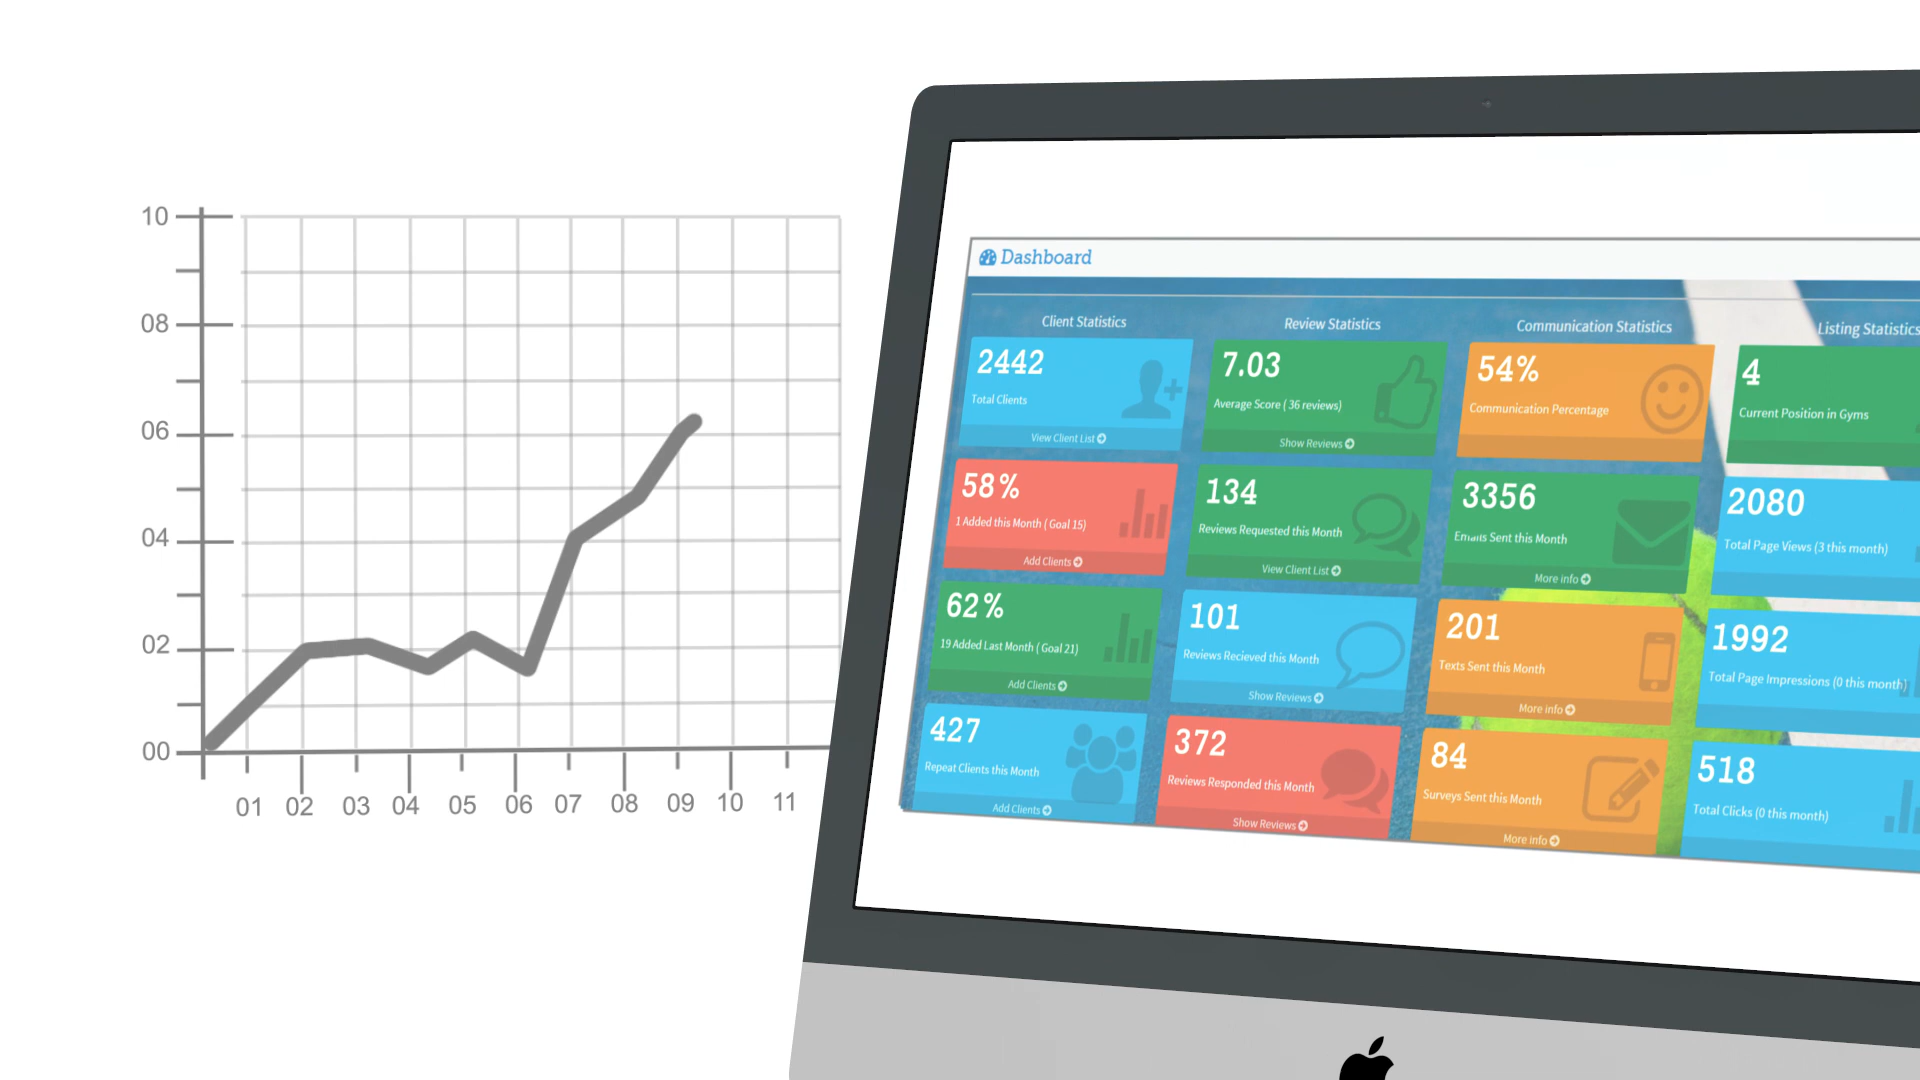 10
08
06
04
02
00
01 02 03 04 05 06 07 08 09 10 11
Dashboard
Client Statistics
2442
Total Clients
View Client List
58%
1 Added this Month ( Goal 15)
Add Clients
62%
19 Added Last Month ( Goal 21)
Add Clients
427
Repeat Clients this Month
Add Clients
Review Statistics
7.03
Average Score ( 36 reviews)
Show Reviews
134
Reviews Requested this Month
View Client List
101
Reviews Recieved this Month
Show Reviews
372
Reviews Responded this Month
Show Reviews
Communication Statistics
54%
Communication Percentage
3356
Emails Sent this Month
More info
201
Texts Sent this Month
More info
84
Surveys Sent this Month
More info
Listing Statistics
4
Current Position in Gyms
2080
Total Page Views (3 this month)
1992
Total Page Impressions (0 this month)
518
Total Clicks (0 this month)